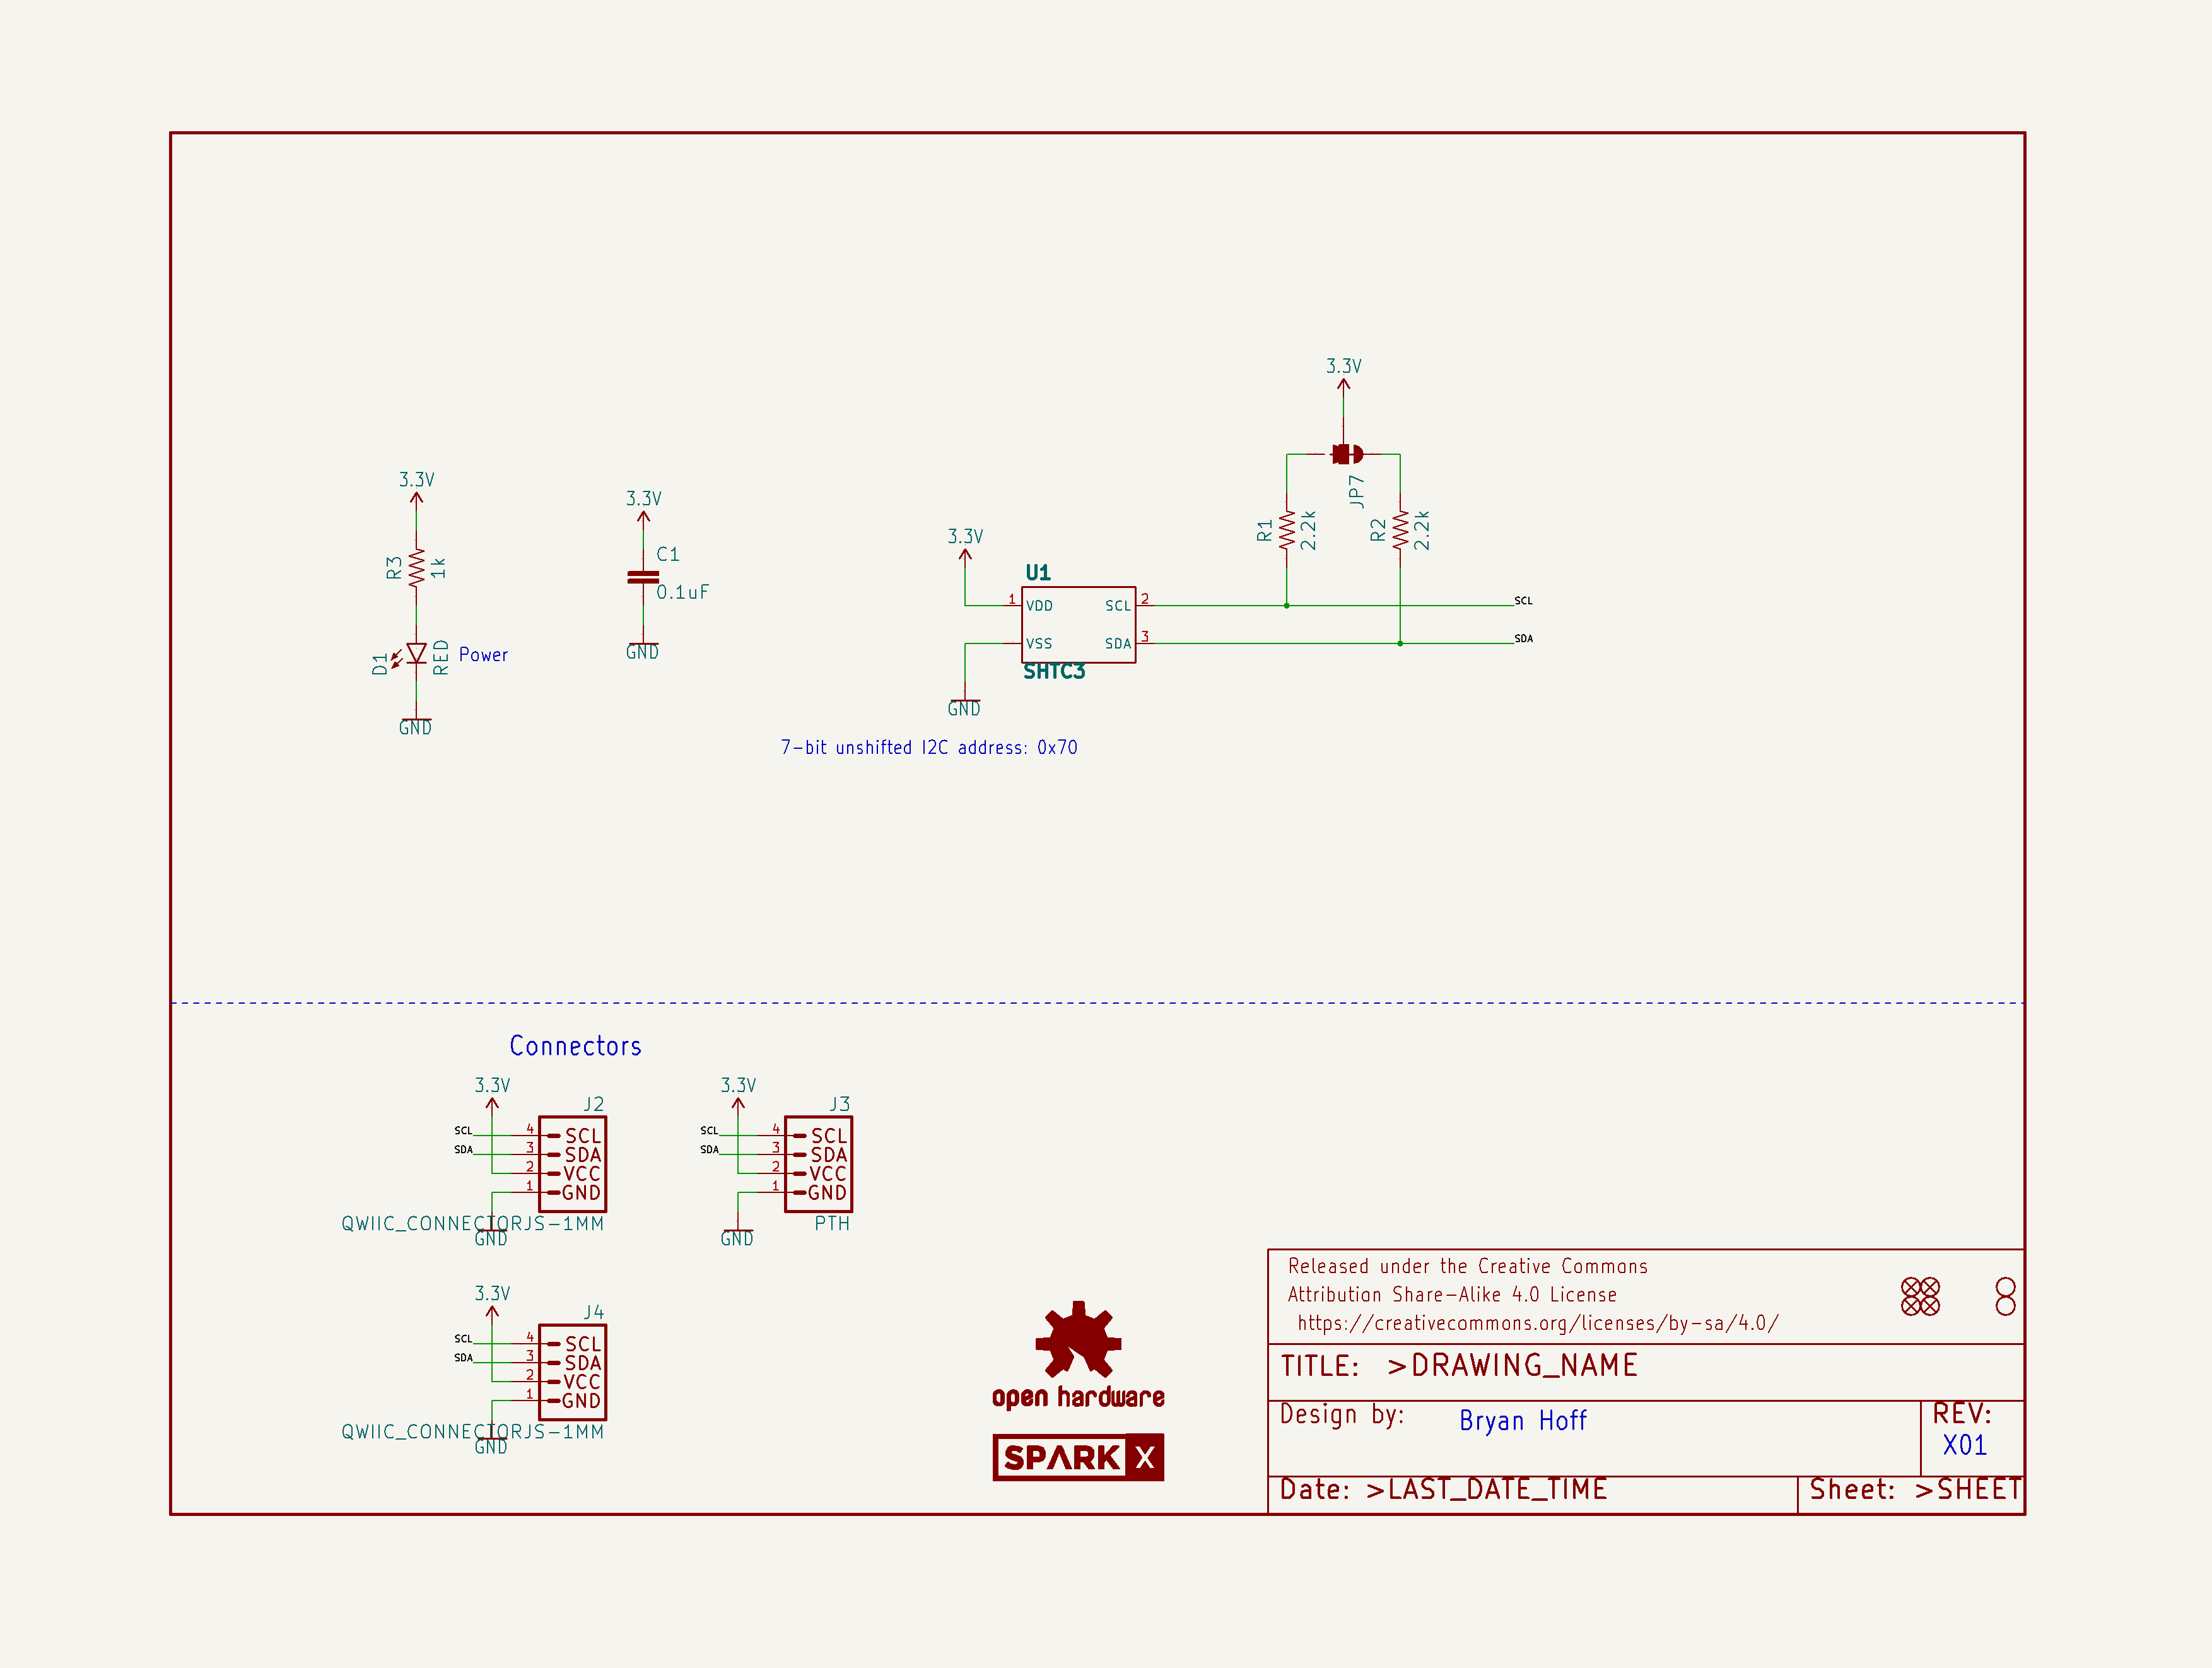 3.3V
JP7
R1
2.2k
R2
2.2k
3.3V
R3
1k
D1
RED
Power
GND
3.3V
C1
0.1uF
GND
3.3V
U1
1
VDD
SCL
2
VSS
SDA
3
SHTC3
GND
SCL
SDA
7-bit unshifted I2C address: 0x70
Connectors
3.3V
J2
SCL
4
SCL
SDA
3
SDA
2
VCC
1
GND
QWIIC_CONNECTORJS-1MM
GND
3.3V
J3
SCL
4
SCL
SDA
3
SDA
2
VCC
1
GND
PTH
GND
3.3V
J4
SCL
4
SCL
SDA
3
SDA
2
VCC
1
GND
QWIIC_CONNECTORJS-1MM
GND
open hardware
SPARK X
Released under the Creative Commons
Attribution Share-Alike 4.0 License
https://creativecommons.org/licenses/by-sa/4.0/
TITLE: >DRAWING_NAME
Design by: Bryan Hoff
REV:
X01
Date: >LAST_DATE_TIME
Sheet: >SHEET